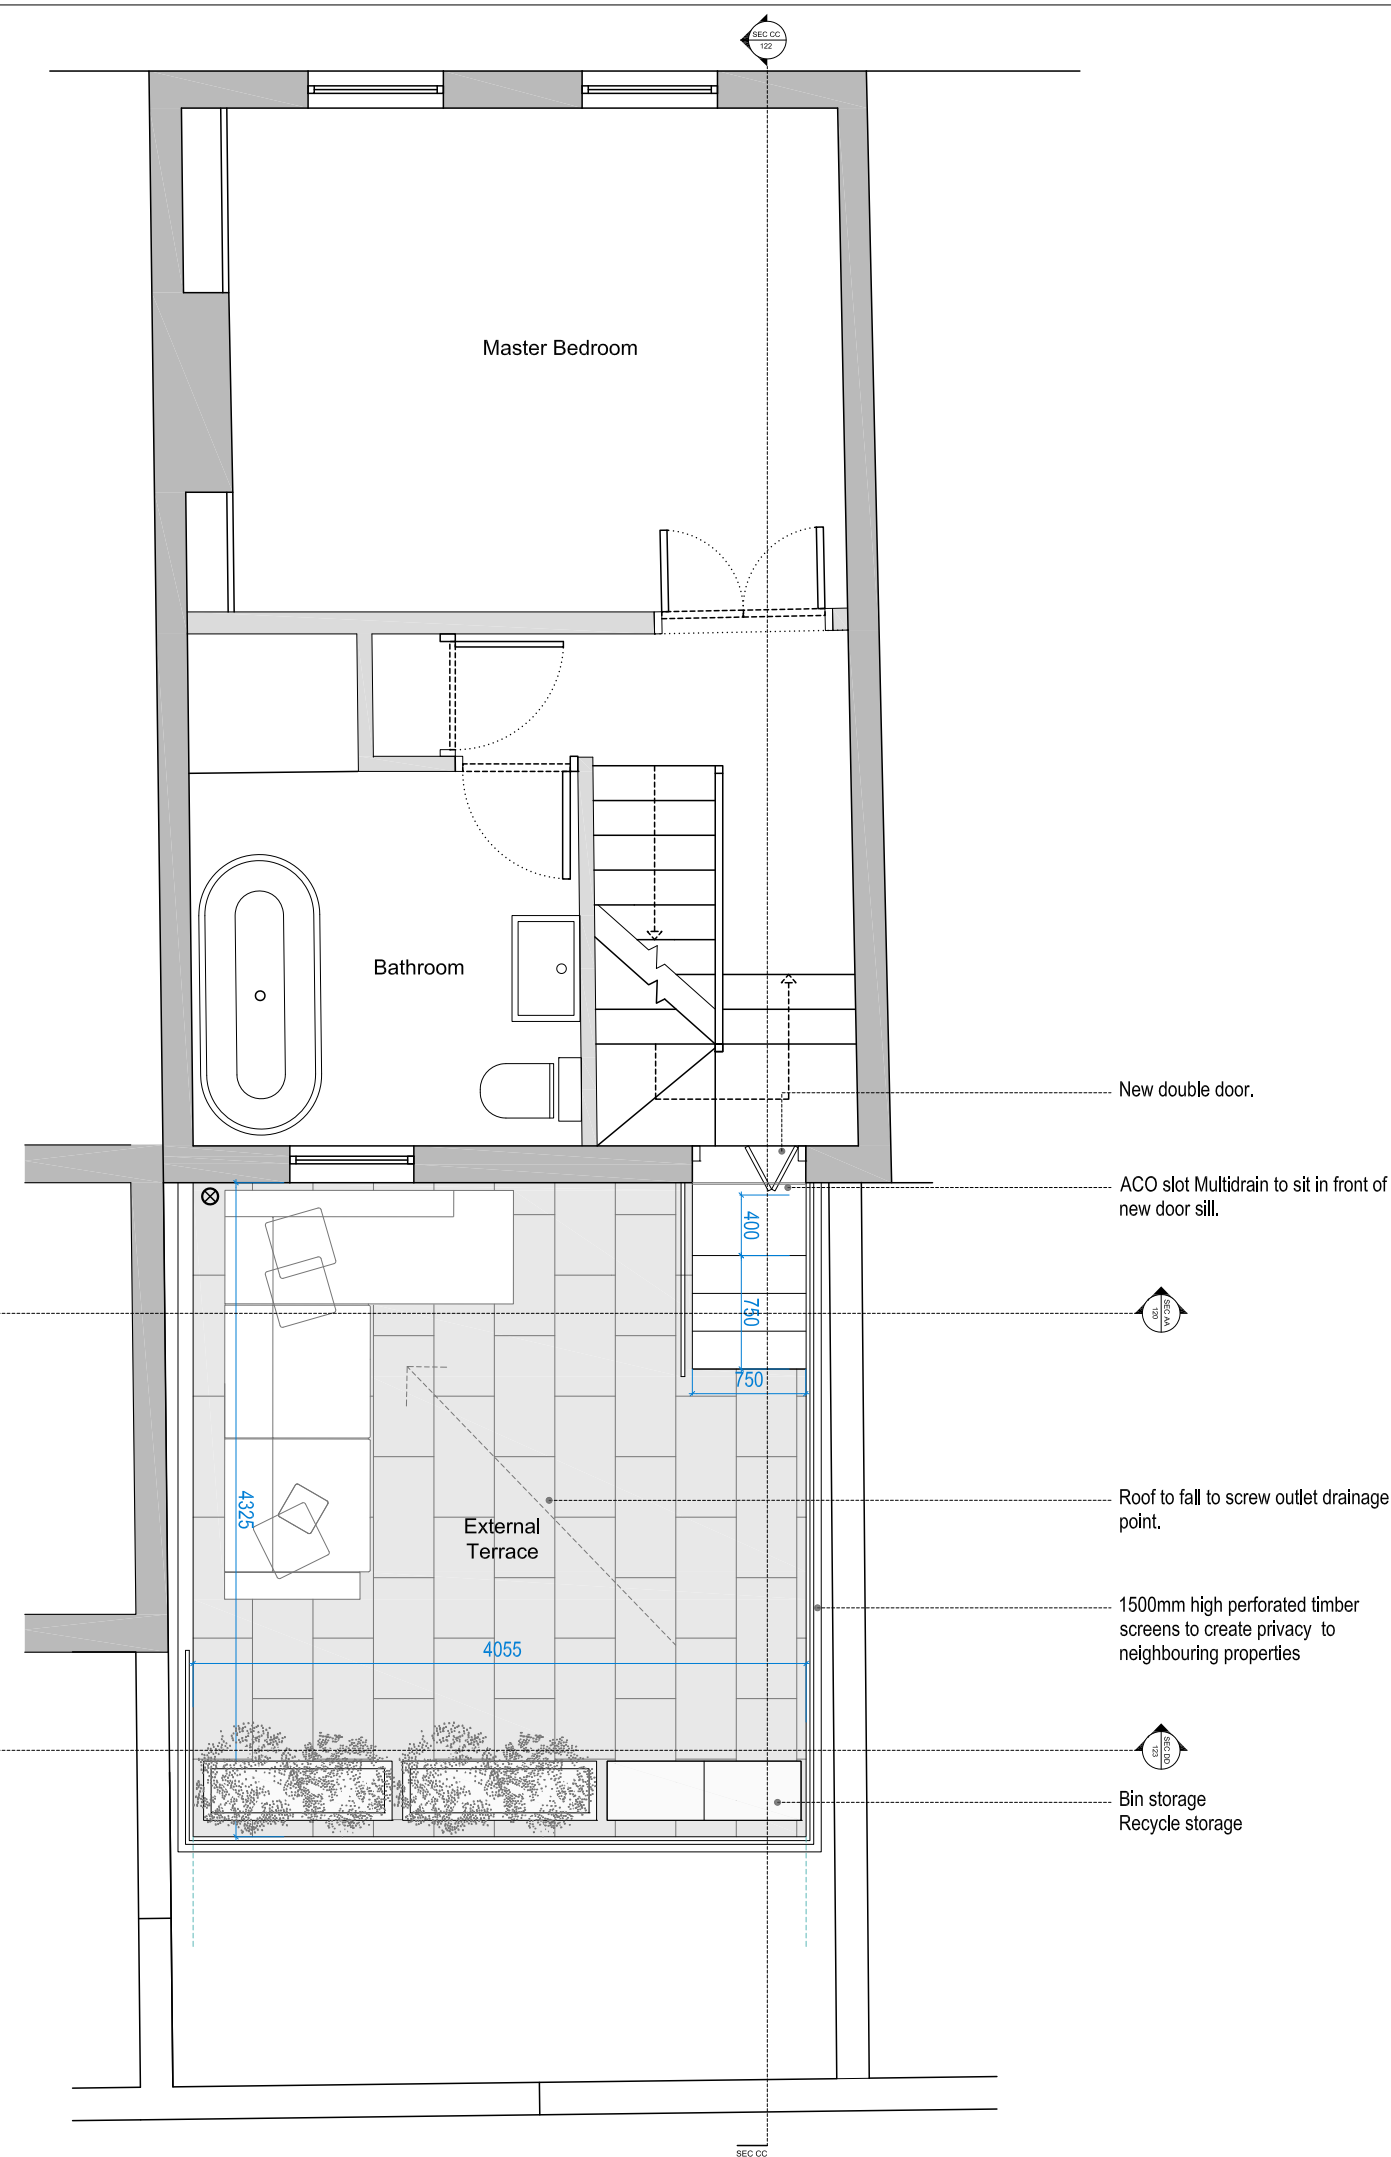 SEC CC
122
Master Bedroom
Bathroom
New double door.
ACO slot Multidrain to sit in front of
new door sill.
400
750
SEC AA
120
750
4325
External
Terrace
Roof to fall to screw outlet drainage
point.
1500mm high perforated timber
screens to create privacy to
neighbouring properties
4055
SEC DD
123
Bin storage
Recycle storage
SEC CC